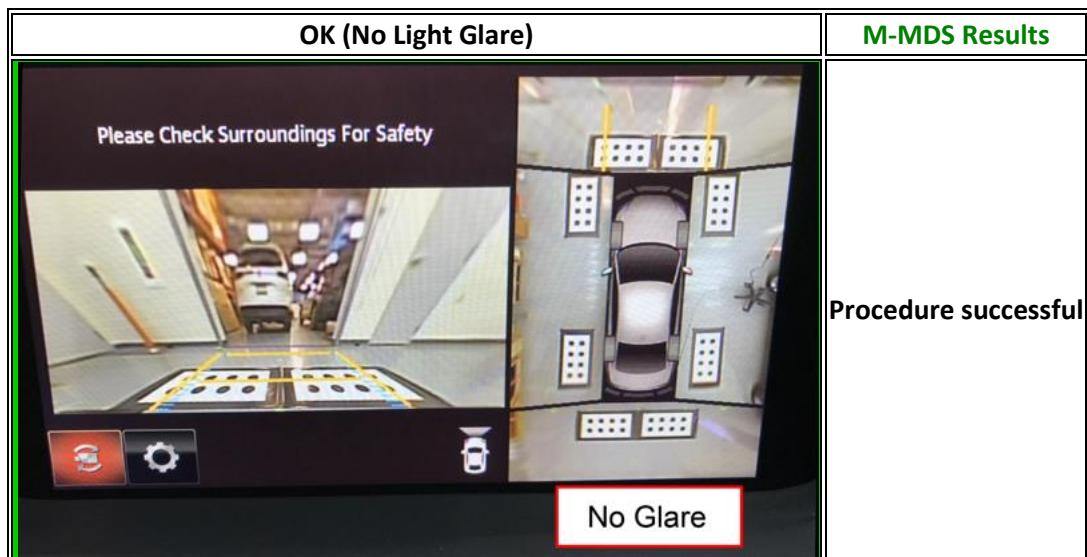 OK (No Light Glare)
M-MDS Results
Please Check Surroundings For Safety
Procedure successful
No Glare